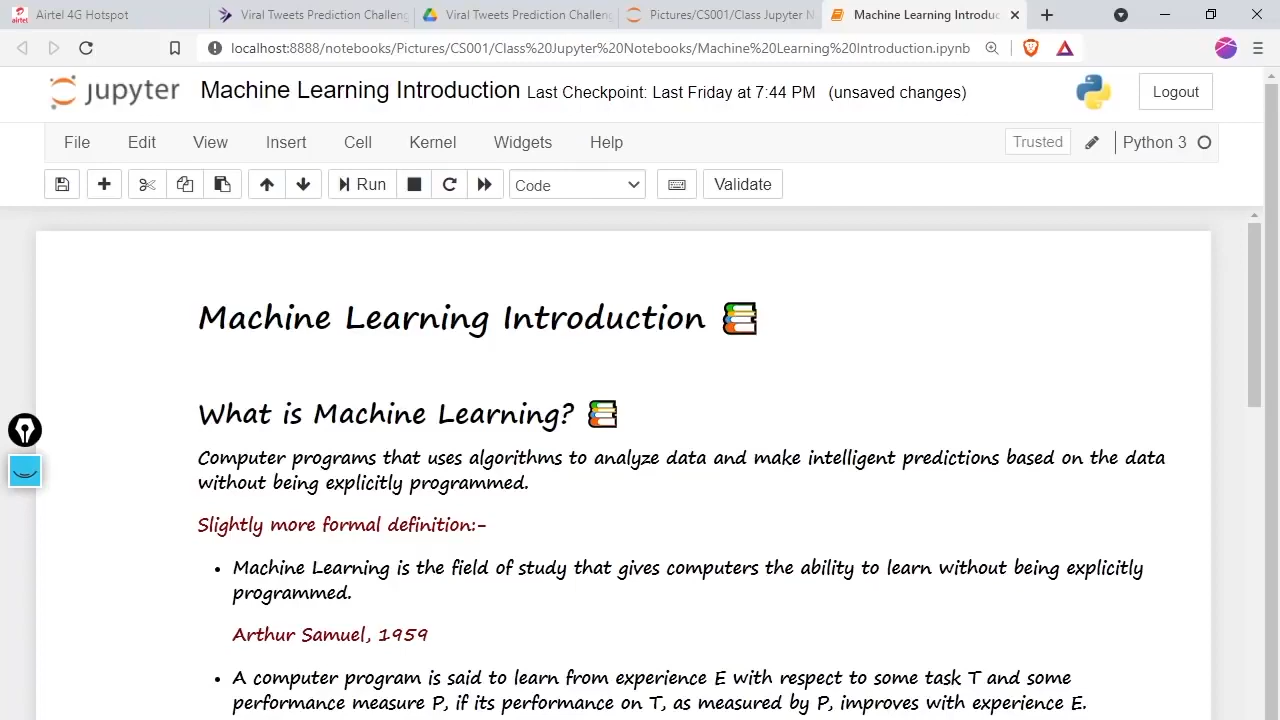 Airtel 4G Hotspot
Viral Tweets Prediction Challeng
Viral Tweets Prediction Challeng
Pictures/CS001/Class Jupyter N
Machine Learning Introduc
localhost:8888/notebooks/Pictures/CS001/Class%20Jupyter%20Notebooks/Machine%20Learning%20Introduction.ipynb
jupyter Machine Learning Introduction Last Checkpoint: Last Friday at 7:44 PM (unsaved changes)
Logout
File Edit View Insert Cell Kernel Widgets Help
Trusted
Python 3
Run
Code
Validate
Machine Learning Introduction
What is Machine Learning?
Computer programs that uses algorithms to analyze data and make intelligent predictions based on the data
without being explicitly programmed.
Slightly more formal definition:-
• Machine Learning is the field of study that gives computers the ability to learn without being explicitly
programmed.
Arthur Samuel, 1959
• A computer program is said to learn from experience E with respect to some task T and some
performance measure P, if its performance on T, as measured by P, improves with experience E.